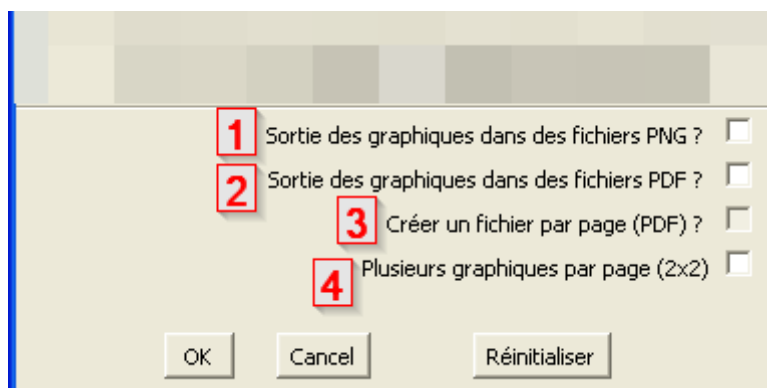 1 Sortie des graphiques dans des fichiers PNG ?
2 Sortie des graphiques dans des fichiers PDF ?
3 Créer un fichier par page (PDF) ?
4 Plusieurs graphiques par page (2x2)
OK Cancel Réinitialiser